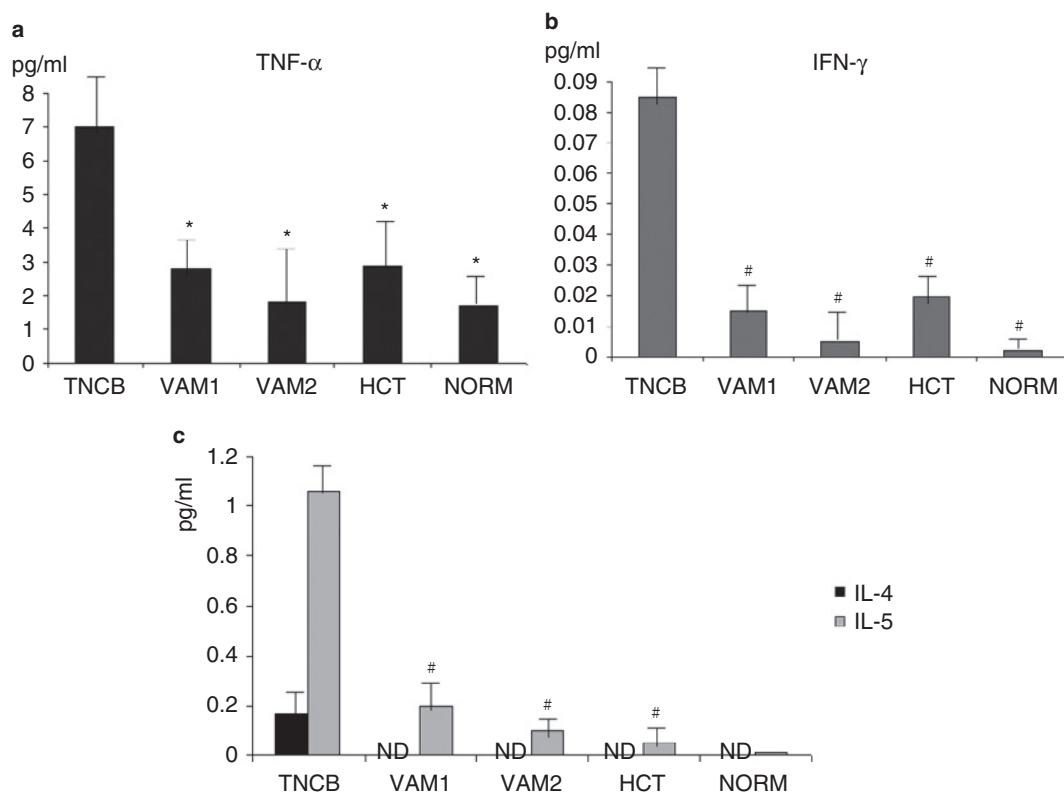 a
pg/ml
TNF-α
8
7
6
5
4
3
2
1
0
* * * *
TNCB VAM1 VAM2 HCT NORM
b
pg/ml
IFN-γ
0.09
0.08
0.07
0.06
0.05
0.04
0.03
0.02
0.01
0
# # # #
TNCB VAM1 VAM2 HCT NORM
c
pg/ml
1.2
1
0.8
0.6
0.4
0.2
0
# # #
ND ND ND ND
TNCB VAM1 VAM2 HCT NORM
IL-4
IL-5